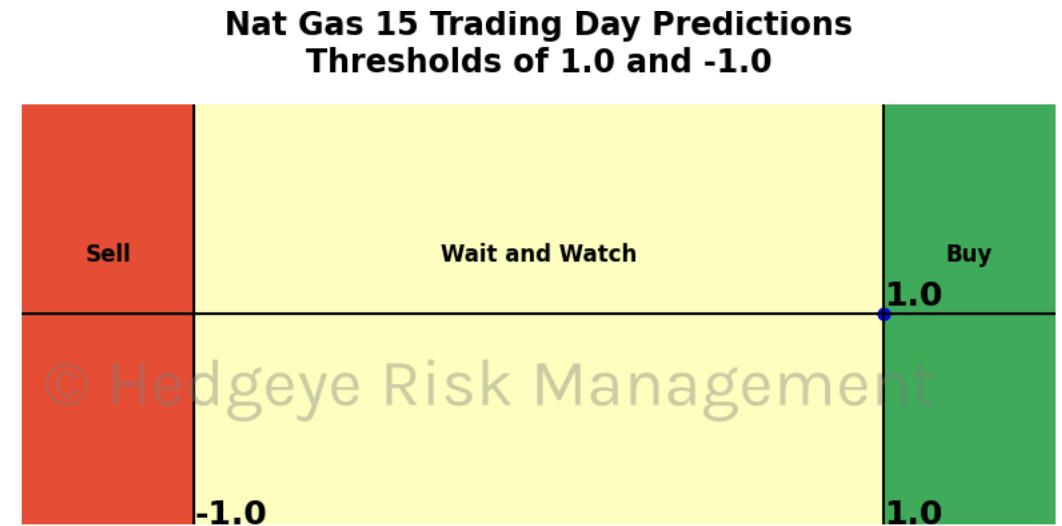 Nat Gas 15 Trading Day Predictions
Thresholds of 1.0 and -1.0
Sell
Wait and Watch
Buy
1.0
© Hedgeye Risk Management
-1.0
1.0